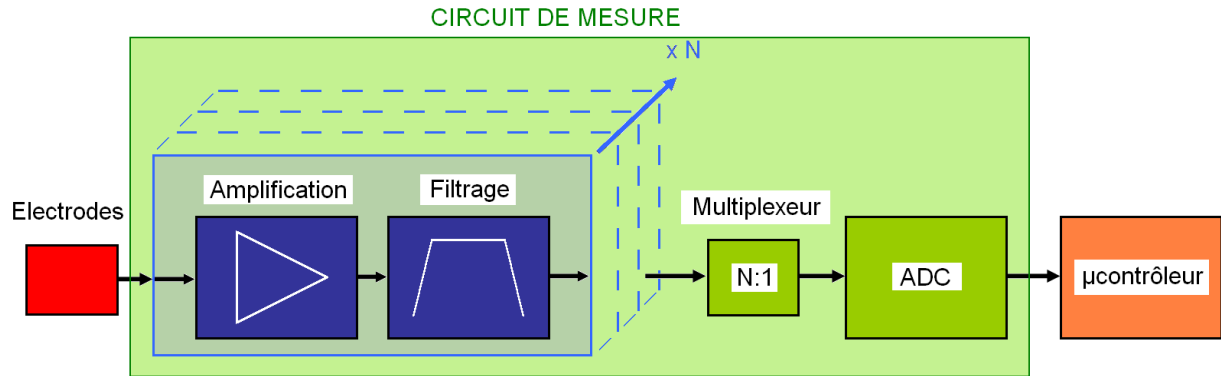 CIRCUIT DE MESURE
x N
Amplification
Filtrage
Electrodes
Multiplexeur
N:1
ADC
µcontrôleur